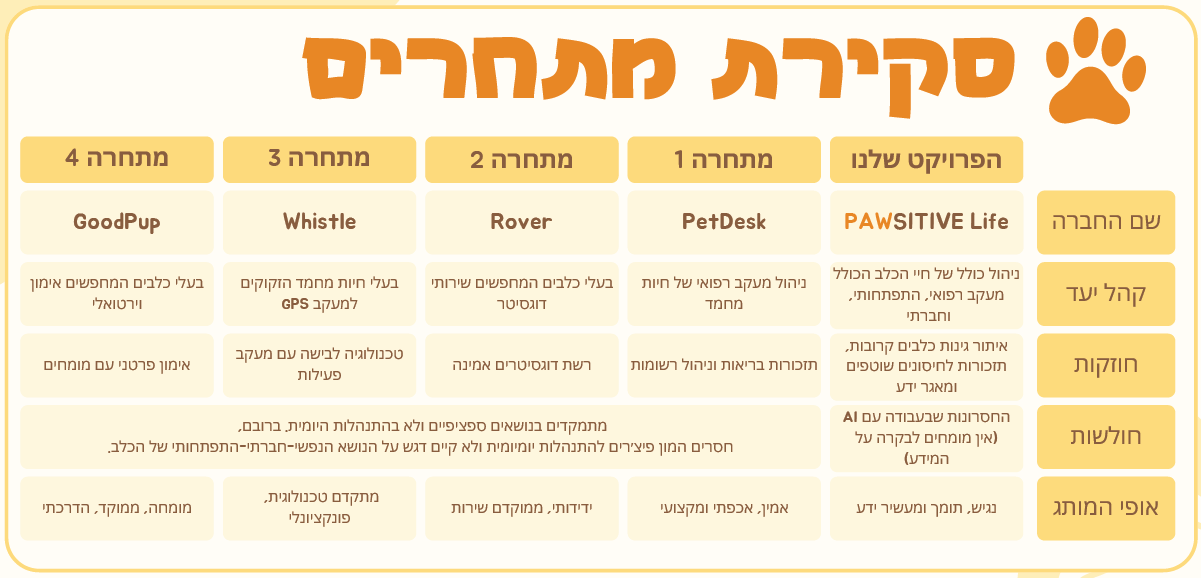 סקירת מתחרים
הפרויקט שלנו
מתחרה 1
מתחרה 2
מתחרה 3
מתחרה 4
שם החברה
PAWSITIVE Life
PetDesk
Rover
Whistle
GoodPup
קהל יעד
ניהול כולל של חיי הכלב הכולל
מעקב רפואי, התפתחותי,
וחברתי
ניהול מעקב רפואי של חיות
מחמד
בעלי כלבים המחפשים שירותי
דוגסיטר
בעלי חיות מחמד הזקוקים
למעקב GPS
בעלי כלבים המחפשים אימון
וירטואלי
חוזקות
איתור גינות כלבים קרובות,
תזכורות לחיסונים שוטפים
ומאגר ידע
תזכורות בריאות וניהול רשומות
רשת דוגסיטרים אמינה
טכנולוגיה לבישה עם מעקב
פעילות
אימון פרטני עם מומחים
חולשות
החסרונות שבעבודה עם AI
(אין מומחים לבקרה על
המידע)
מתמקדים בנושאים ספציפיים ולא בהתנהלות היומית. ברובם,
חסרים המון פיצ'רים להתנהלות יומיומית ולא קיים דגש על הנושא הנפשי-חברתי-התפתחותי של הכלב.
אופי המותג
נגיש, תומך ומעשיר ידע
אמין, אכפתי ומקצועי
ידידותי, ממוקדם שירות
מתקדם טכנולוגית,
פונקציונלי
מומחה, ממוקד, הדרכתי